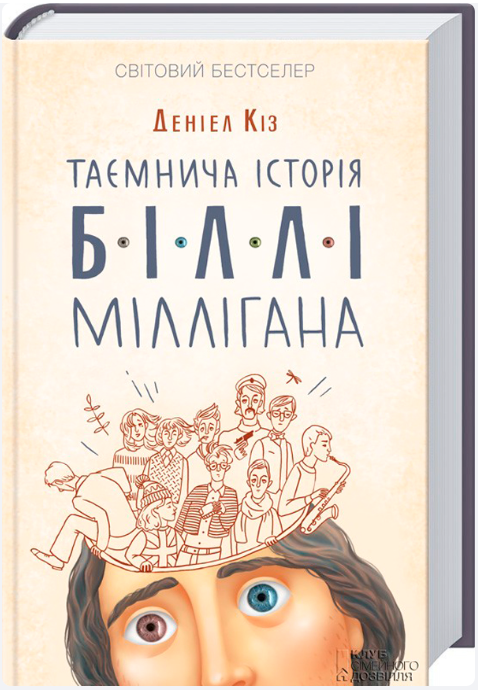 СВІТОВИЙ БЕСТСЕЛЕР
ДЕНІЕЛ КІЗ
ТАЄМНИЧА ІСТОРІЯ
Б•І•Л•Л•І
МІЛЛІГАНА
КЛУБ
СІМЕЙНОГО
ДОЗВІЛЛЯ